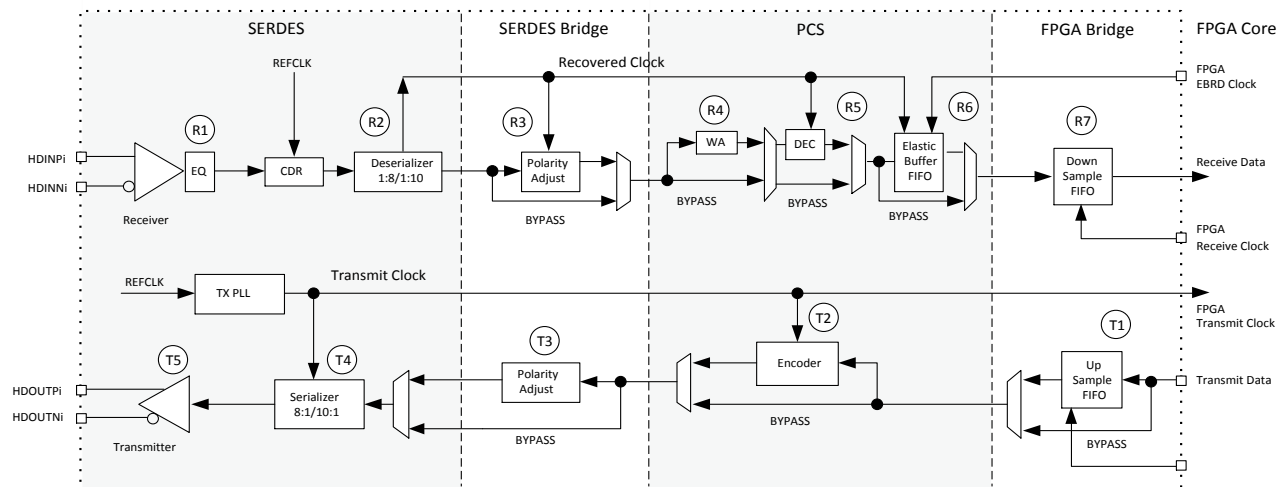 SERDES
SERDES Bridge
PCS
FPGA Bridge
FPGA Core
REFCLK
Recovered Clock
FPGA
EBRD Clock
R1
R2
R3
R4
R5
R6
R7
HDINPi
HDINNi
EQ
CDR
Deserializer
1:8/1:10
Polarity
Adjust
WA
DEC
Elastic
Buffer
FIFO
Down
Sample
FIFO
Receive Data
Receiver
BYPASS
BYPASS
BYPASS
BYPASS
FPGA
Receive Clock
REFCLK
TX PLL
Transmit Clock
FPGA
Transmit Clock
T5
T4
T3
T2
T1
HDOUTPi
HDOUTNi
Serializer
8:1/10:1
Polarity
Adjust
Encoder
Up
Sample
FIFO
Transmit Data
Transmitter
BYPASS
BYPASS
BYPASS